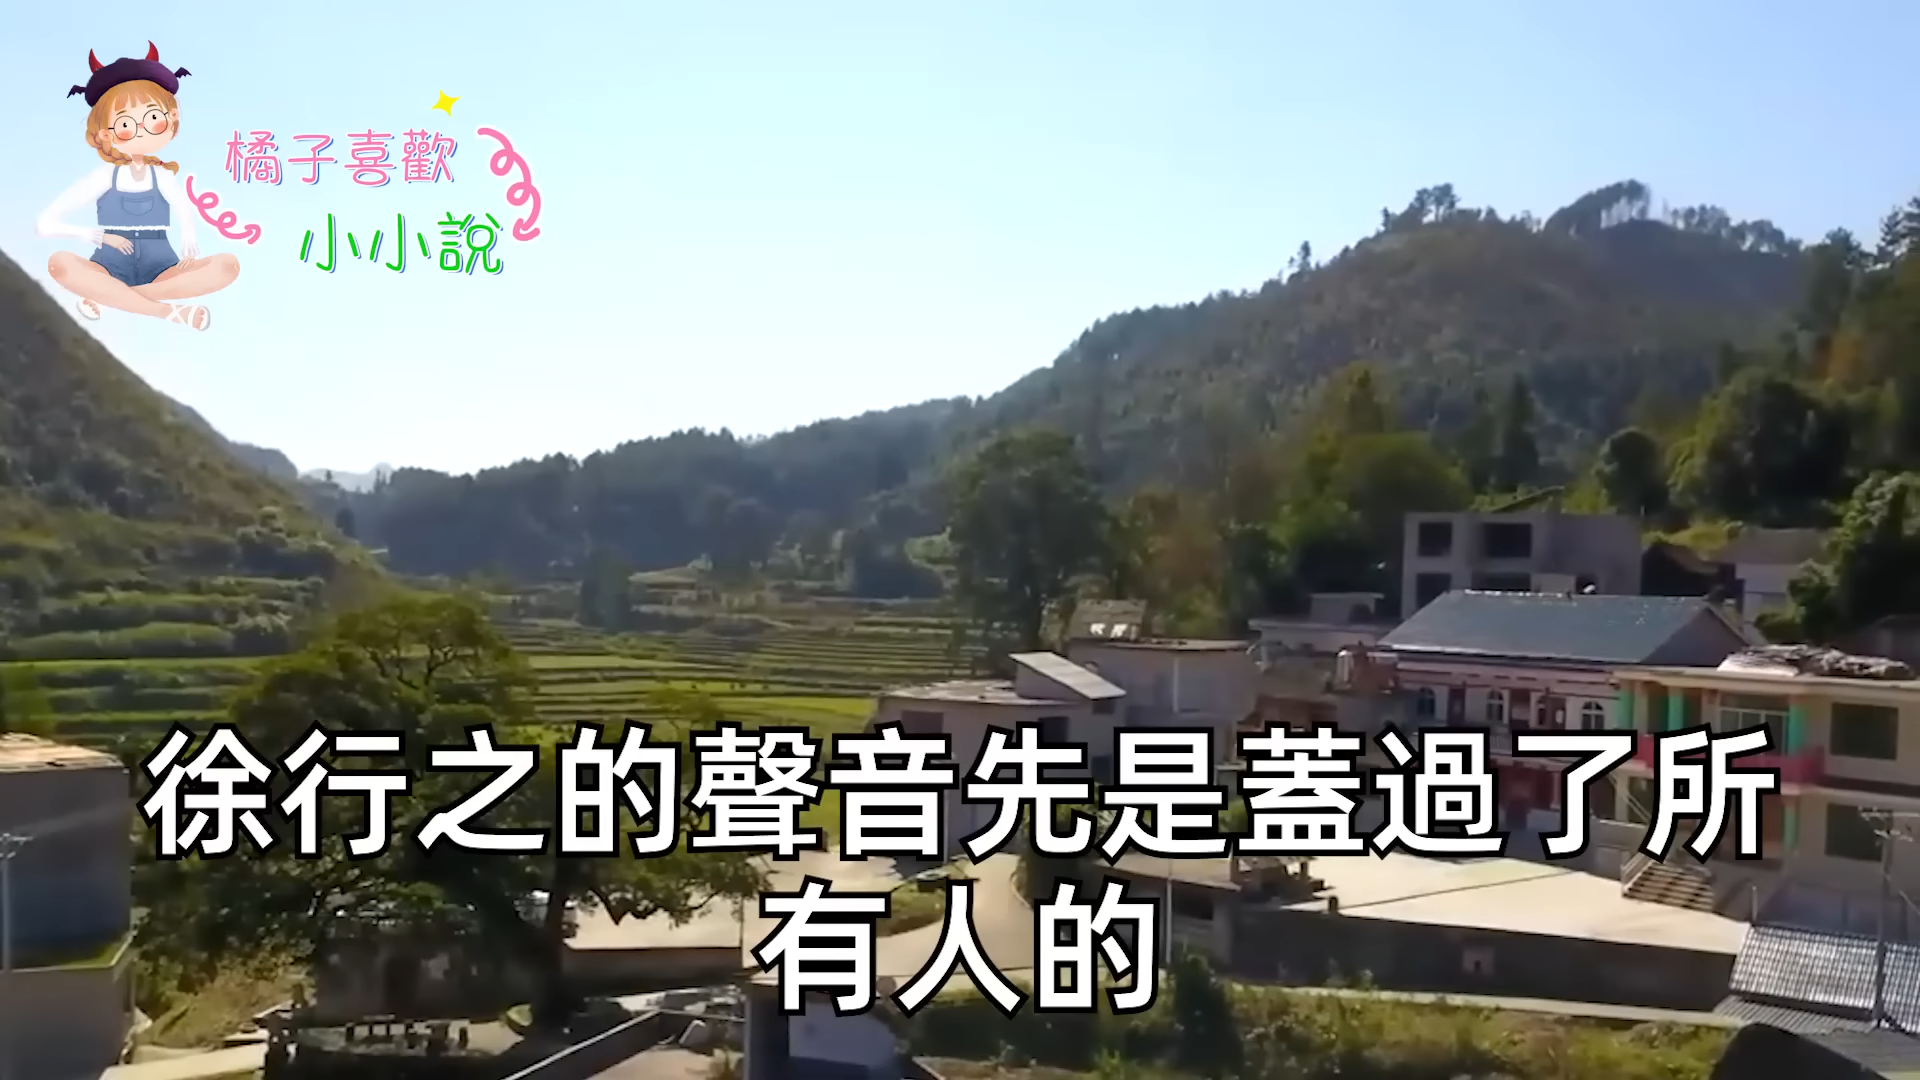 橘子喜歡
小小說
徐行之的聲音先是蓋過了所
有人的